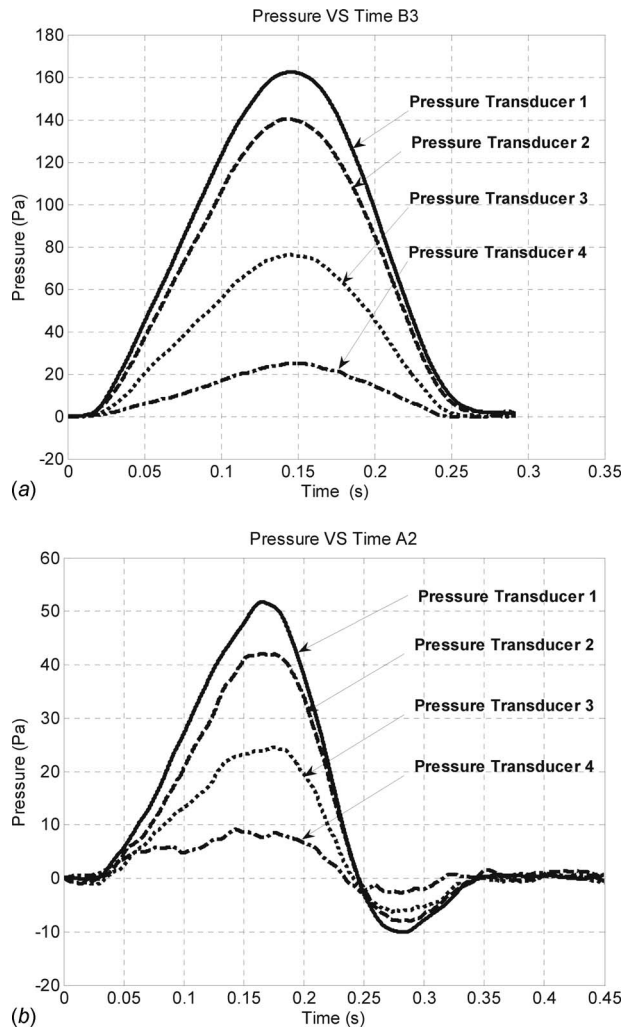 Pressure VS Time B3
180
160
140
120
100
80
60
40
20
0
-20
Pressure (Pa)
Pressure Transducer 1
Pressure Transducer 2
Pressure Transducer 3
Pressure Transducer 4
0 0.05 0.1 0.15 0.2 0.25 0.3 0.35
Time (s)
(a)
Pressure VS Time A2
60
50
40
30
20
10
0
-10
-20
Pressure (Pa)
Pressure Transducer 1
Pressure Transducer 2
Pressure Transducer 3
Pressure Transducer 4
0 0.05 0.1 0.15 0.2 0.25 0.3 0.35 0.4 0.45
Time (s)
(b)